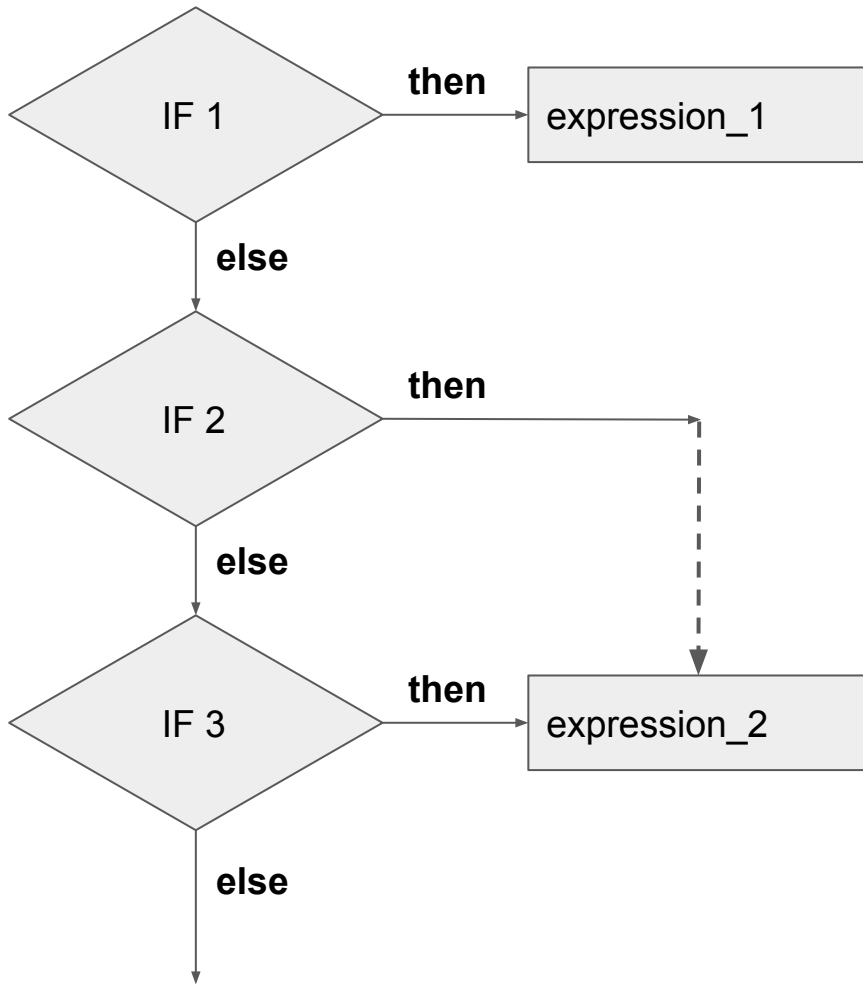 IF 1
then
expression_1
else
IF 2
then
else
IF 3
then
expression_2
else